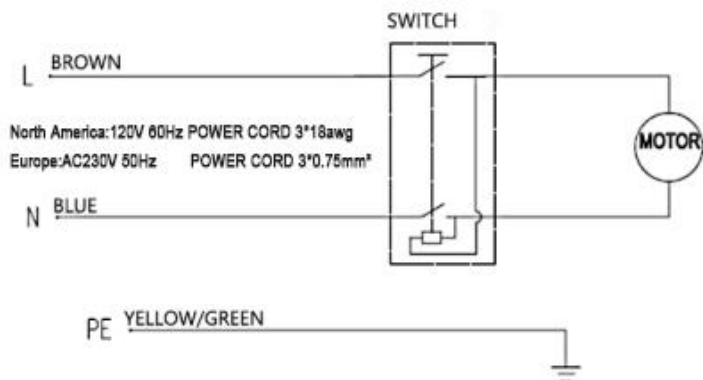 SWITCH
L BROWN
North America:120V 60Hz POWER CORD 3*18awg
MOTOR
Europe:AC230V 50Hz POWER CORD 3*0.75mm²
N BLUE
PE YELLOW/GREEN